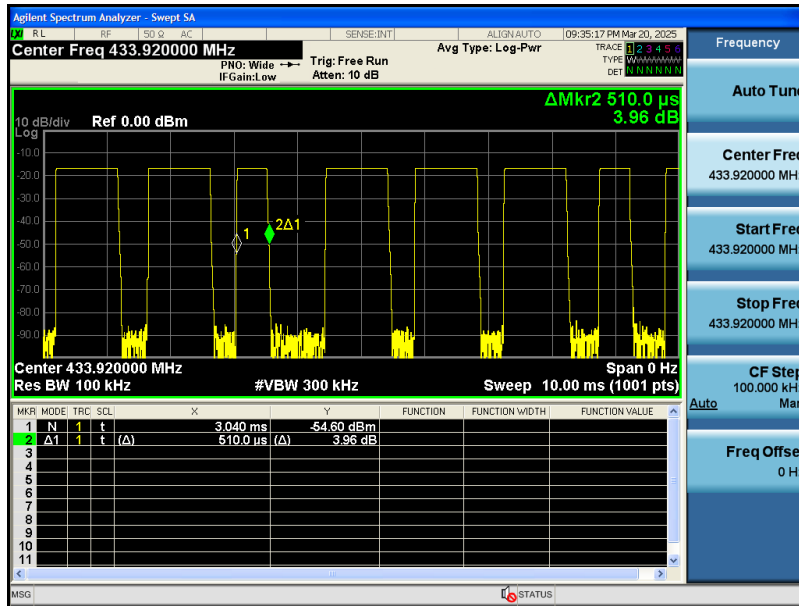 Agilent Spectrum Analyzer - Swept SA
LXI RL RF 50 Ω AC SENSE:INT ALIGN AUTO 09:35:17 PM Mar 20, 2025
Center Freq 433.920000 MHz
PNO: Wide
IFGain:Low
Trig: Free Run
Atten: 10 dB
Avg Type: Log-Pwr
TRACE 1 2 3 4 5 6
TYPE W
DET N N N N N N
ΔMkr2 510.0 µs
3.96 dB
10 dB/div Ref 0.00 dBm
Log
-10.0
-20.0
-30.0
-40.0
-50.0
-60.0
-70.0
-80.0
-90.0
1
2Δ1
Center 433.920000 MHz Span 0 Hz
Res BW 100 kHz #VBW 300 kHz Sweep 10.00 ms (1001 pts)
MKR MODE TRC SCL X Y FUNCTION FUNCTION WIDTH FUNCTION VALUE
1 N 1 t 3.040 ms -54.60 dBm
2 Δ1 1 t (Δ) 510.0 µs (Δ) 3.96 dB
3
4
5
6
7
8
9
10
11
MSG STATUS
Frequency
Auto Tune
Center Freq
433.920000 MHz
Start Freq
433.920000 MHz
Stop Freq
433.920000 MHz
CF Step
100.000 kHz
Auto Man
Freq Offset
0 Hz